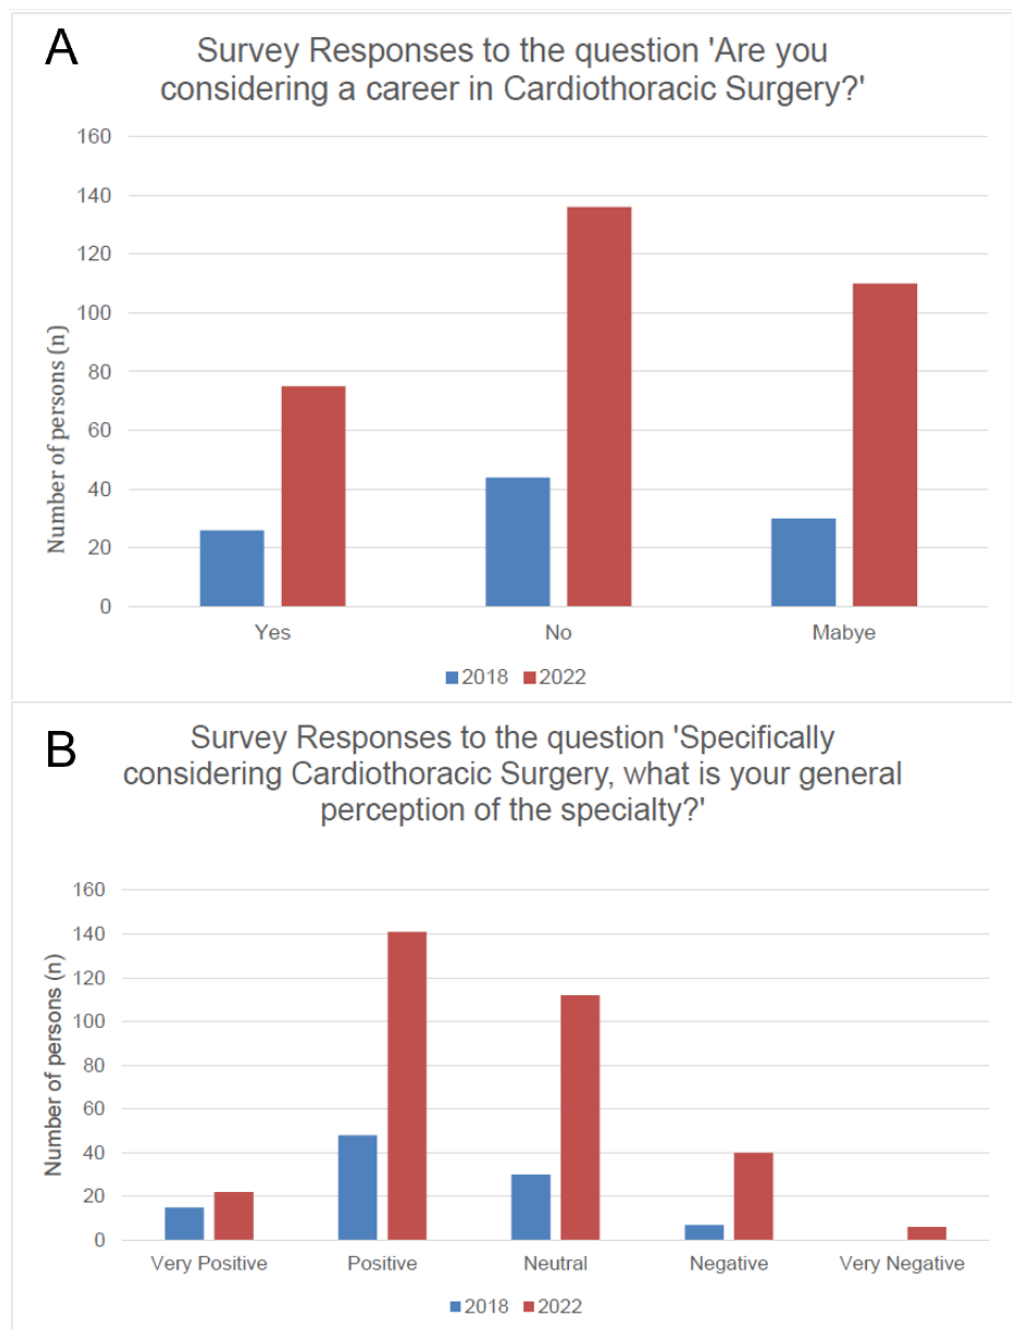 A
Survey Responses to the question 'Are you
considering a career in Cardiothoracic Surgery?'
160
140
120
100
80
60
40
20
0
Number of persons (n)
Yes No Mabye
2018 2022
B
Survey Responses to the question 'Specifically
considering Cardiothoracic Surgery, what is your general
perception of the specialty?'
160
140
120
100
80
60
40
20
0
Number of persons (n)
Very Positive Positive Neutral Negative Very Negative
2018 2022